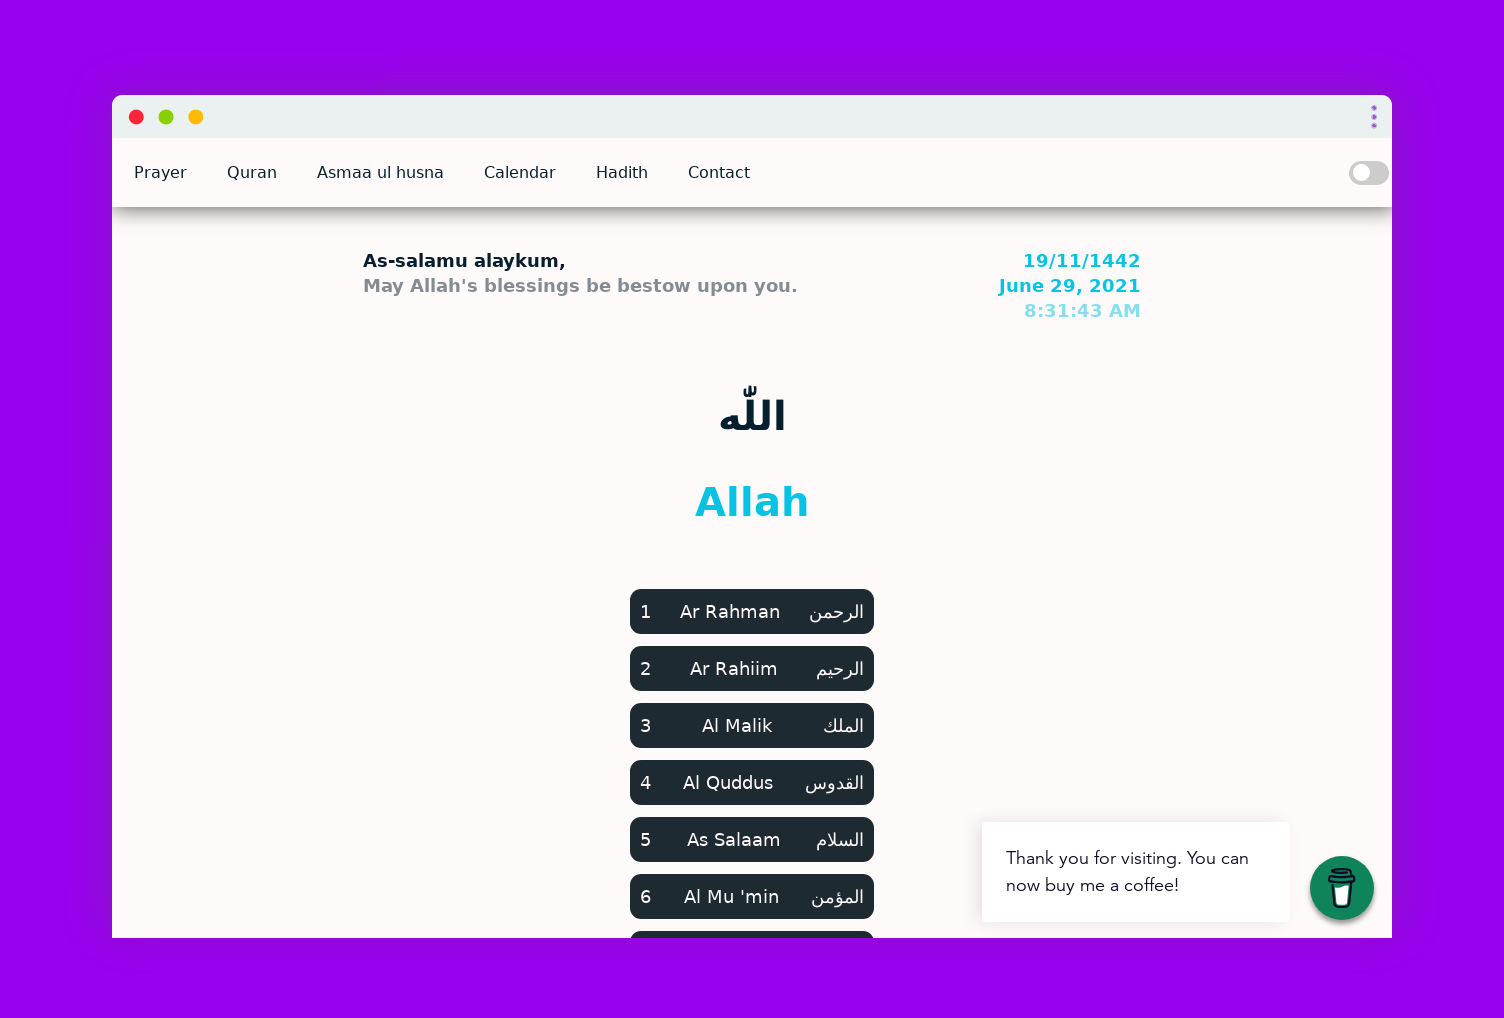 Prayer Quran Asmaa ul husna Calendar Hadith Contact
As-salamu alaykum,
May Allah's blessings be bestow upon you.
19/11/1442
June 29, 2021
8:31:43 AM
اللّه
Allah
1 Ar Rahman الرحمن
2 Ar Rahiim الرحيم
3 Al Malik الملك
4 Al Quddus القدوس
5 As Salaam السلام
6 Al Mu 'min المؤمن
Thank you for visiting. You can
now buy me a coffee!